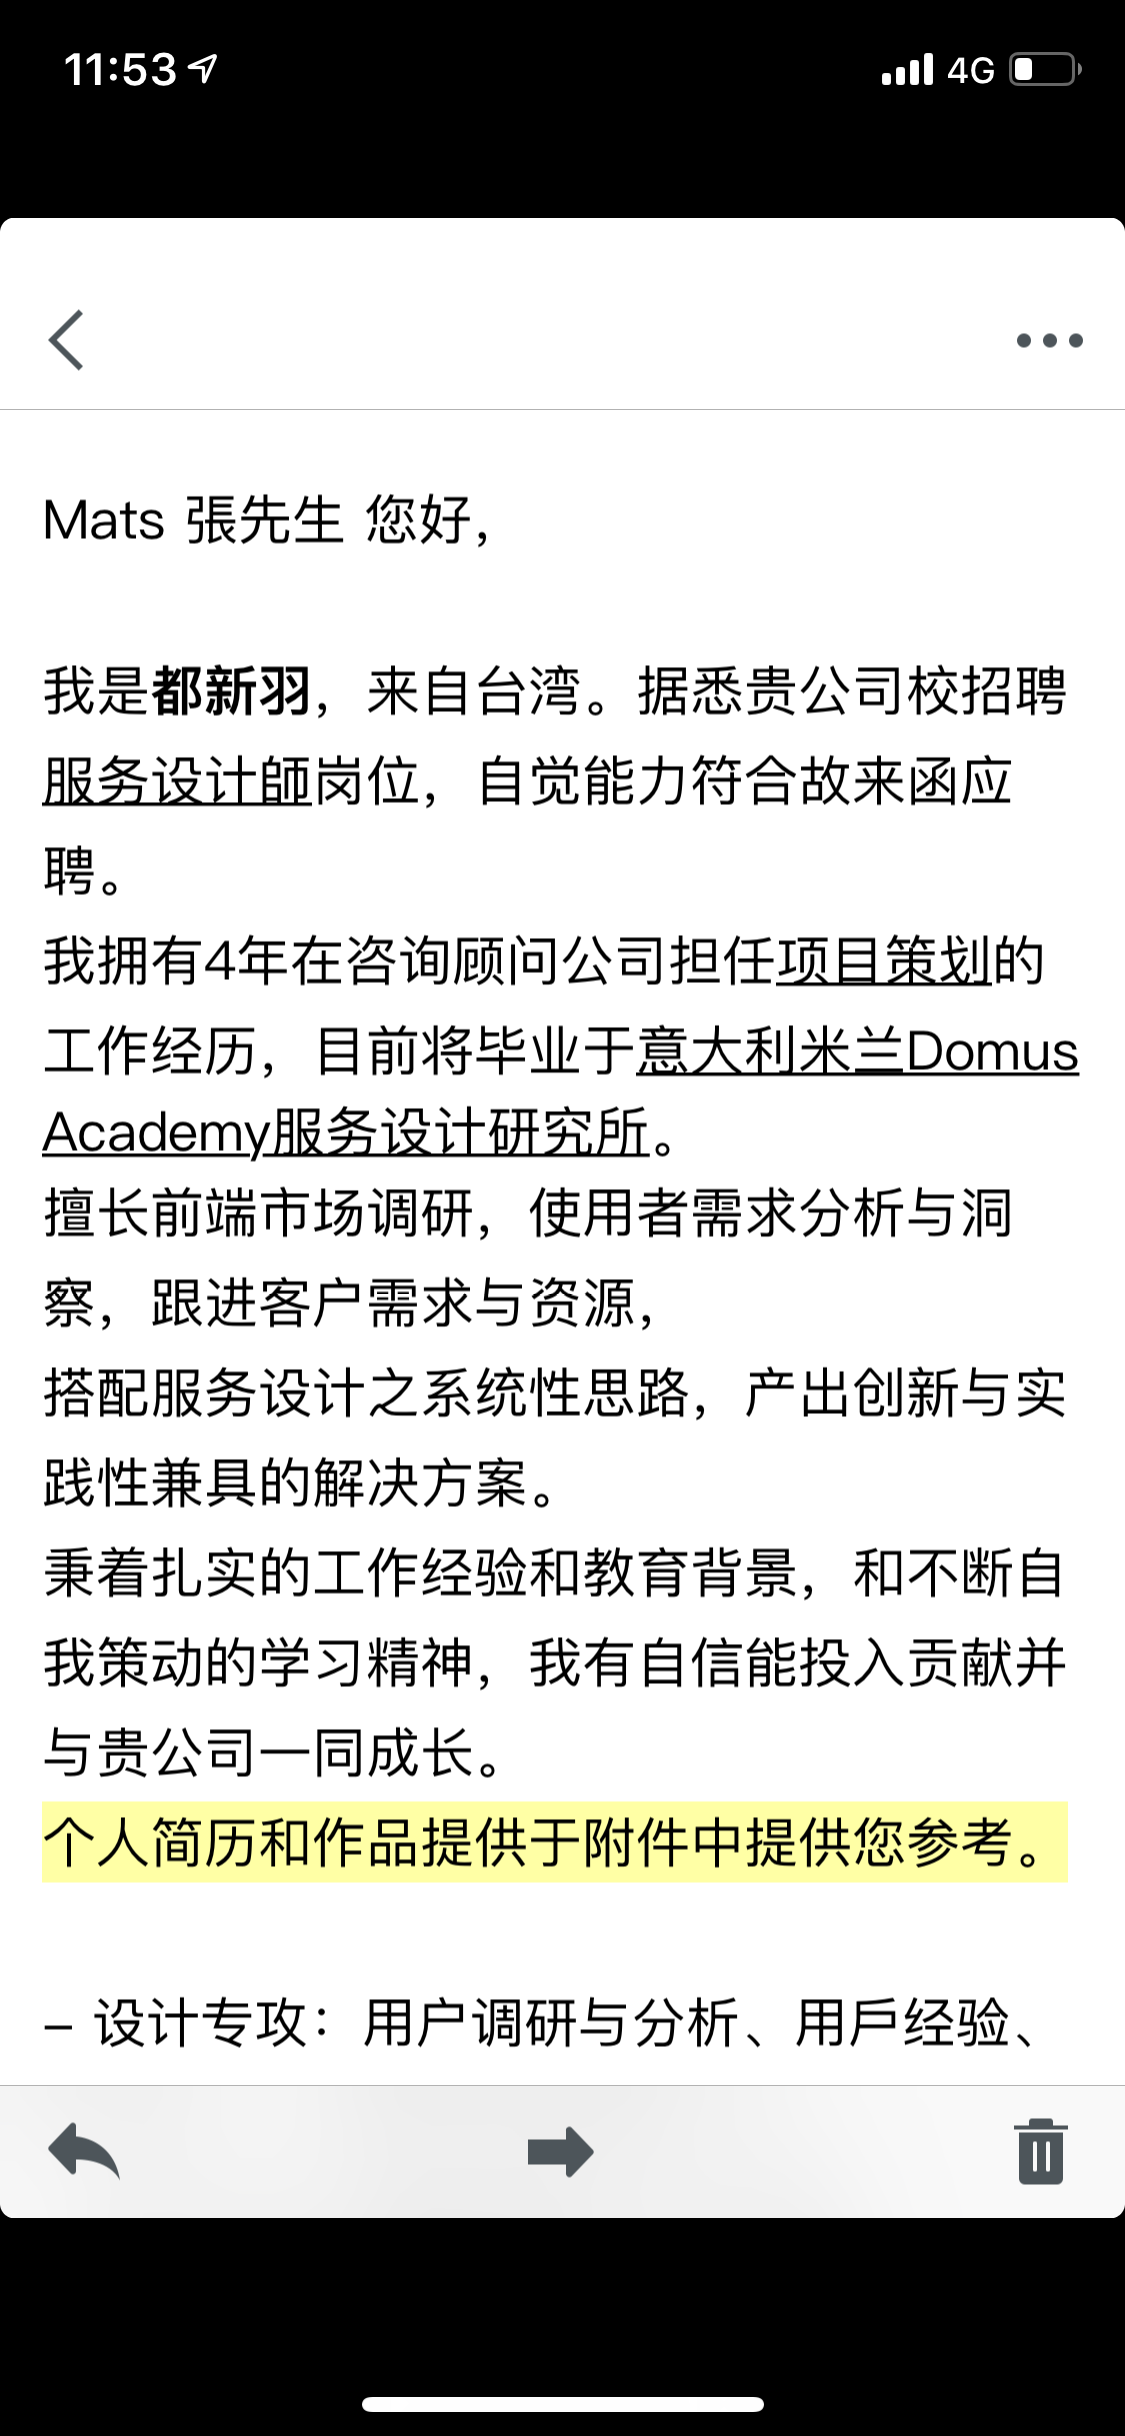 11:53
4G
Mats 張先生 您好，
我是都新羽，来自台湾。据悉贵公司校招聘
服务设计師岗位，自觉能力符合故来函应
聘。
我拥有4年在咨询顾问公司担任项目策划的
工作经历，目前将毕业于意大利米兰Domus
Academy服务设计研究所。
擅长前端市场调研，使用者需求分析与洞
察，跟进客户需求与资源，
搭配服务设计之系统性思路，产出创新与实
践性兼具的解决方案。
秉着扎实的工作经验和教育背景，和不断自
我策动的学习精神，我有自信能投入贡献并
与贵公司一同成长。
个人简历和作品提供于附件中提供您参考。
– 设计专攻：用户调研与分析、用戶经验、